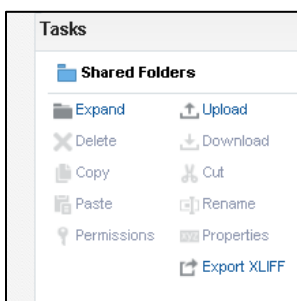 Tasks
Shared Folders
Expand Upload
Delete Download
Copy Cut
Paste Rename
Permissions Properties
Export XLIFF